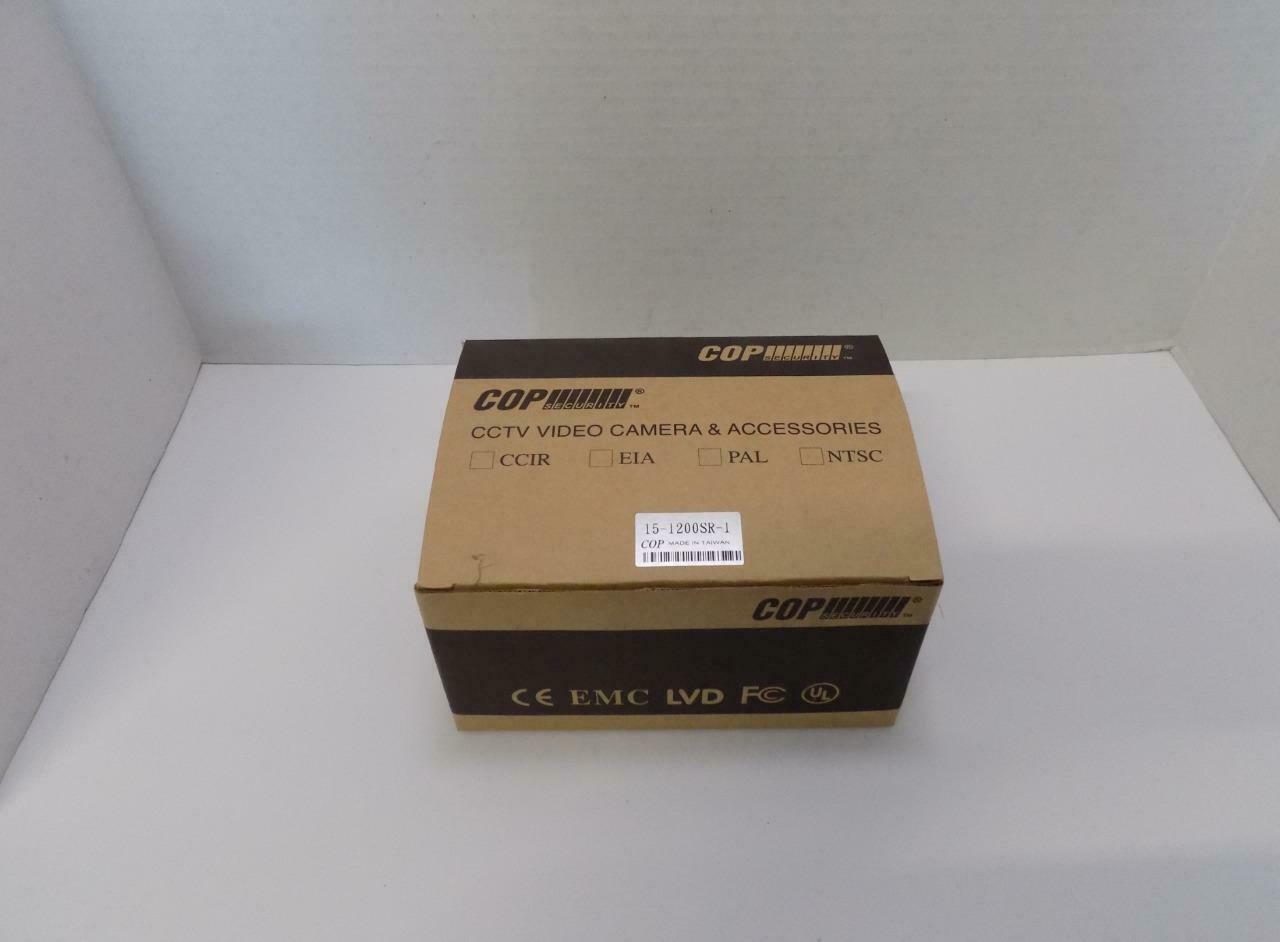 COP SECURITY ® ™
COP SECURITY ® ™
CCTV VIDEO CAMERA & ACCESSORIES
CCIR EIA PAL NTSC
15-1200SR-1
COP MADE IN TAIWAN
COP SECURITY ® ™
CE EMC LVD FC UL